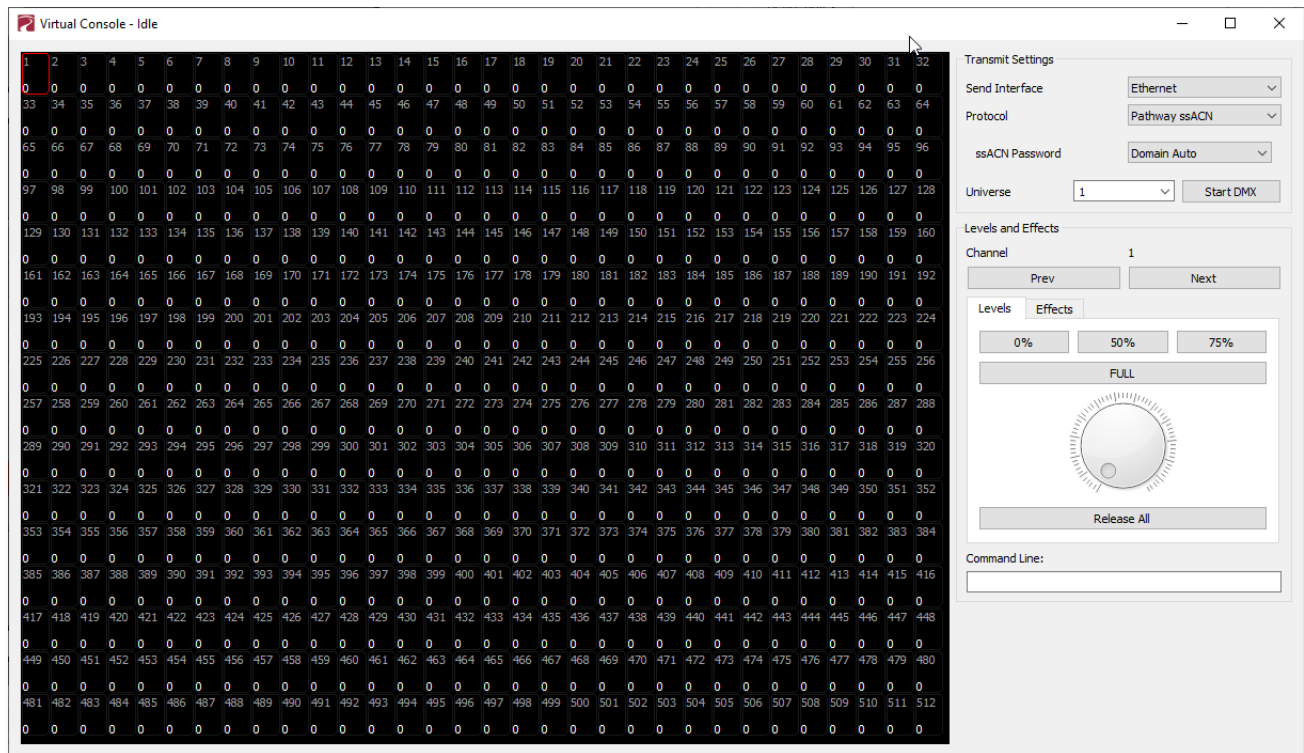 Virtual Console - Idle
1 2 3 4 5 6 7 8 9 10 11 12 13 14 15 16 17 18 19 20 21 22 23 24 25 26 27 28 29 30 31 32
0 0 0 0 0 0 0 0 0 0 0 0 0 0 0 0 0 0 0 0 0 0 0 0 0 0 0 0 0 0 0 0
33 34 35 36 37 38 39 40 41 42 43 44 45 46 47 48 49 50 51 52 53 54 55 56 57 58 59 60 61 62 63 64
0 0 0 0 0 0 0 0 0 0 0 0 0 0 0 0 0 0 0 0 0 0 0 0 0 0 0 0 0 0 0 0
65 66 67 68 69 70 71 72 73 74 75 76 77 78 79 80 81 82 83 84 85 86 87 88 89 90 91 92 93 94 95 96
0 0 0 0 0 0 0 0 0 0 0 0 0 0 0 0 0 0 0 0 0 0 0 0 0 0 0 0 0 0 0 0
97 98 99 100 101 102 103 104 105 106 107 108 109 110 111 112 113 114 115 116 117 118 119 120 121 122 123 124 125 126 127 128
0 0 0 0 0 0 0 0 0 0 0 0 0 0 0 0 0 0 0 0 0 0 0 0 0 0 0 0 0 0 0 0
129 130 131 132 133 134 135 136 137 138 139 140 141 142 143 144 145 146 147 148 149 150 151 152 153 154 155 156 157 158 159 160
0 0 0 0 0 0 0 0 0 0 0 0 0 0 0 0 0 0 0 0 0 0 0 0 0 0 0 0 0 0 0 0
161 162 163 164 165 166 167 168 169 170 171 172 173 174 175 176 177 178 179 180 181 182 183 184 185 186 187 188 189 190 191 192
0 0 0 0 0 0 0 0 0 0 0 0 0 0 0 0 0 0 0 0 0 0 0 0 0 0 0 0 0 0 0 0
193 194 195 196 197 198 199 200 201 202 203 204 205 206 207 208 209 210 211 212 213 214 215 216 217 218 219 220 221 222 223 224
0 0 0 0 0 0 0 0 0 0 0 0 0 0 0 0 0 0 0 0 0 0 0 0 0 0 0 0 0 0 0 0
225 226 227 228 229 230 231 232 233 234 235 236 237 238 239 240 241 242 243 244 245 246 247 248 249 250 251 252 253 254 255 256
0 0 0 0 0 0 0 0 0 0 0 0 0 0 0 0 0 0 0 0 0 0 0 0 0 0 0 0 0 0 0 0
257 258 259 260 261 262 263 264 265 266 267 268 269 270 271 272 273 274 275 276 277 278 279 280 281 282 283 284 285 286 287 288
0 0 0 0 0 0 0 0 0 0 0 0 0 0 0 0 0 0 0 0 0 0 0 0 0 0 0 0 0 0 0 0
289 290 291 292 293 294 295 296 297 298 299 300 301 302 303 304 305 306 307 308 309 310 311 312 313 314 315 316 317 318 319 320
0 0 0 0 0 0 0 0 0 0 0 0 0 0 0 0 0 0 0 0 0 0 0 0 0 0 0 0 0 0 0 0
321 322 323 324 325 326 327 328 329 330 331 332 333 334 335 336 337 338 339 340 341 342 343 344 345 346 347 348 349 350 351 352
0 0 0 0 0 0 0 0 0 0 0 0 0 0 0 0 0 0 0 0 0 0 0 0 0 0 0 0 0 0 0 0
353 354 355 356 357 358 359 360 361 362 363 364 365 366 367 368 369 370 371 372 373 374 375 376 377 378 379 380 381 382 383 384
0 0 0 0 0 0 0 0 0 0 0 0 0 0 0 0 0 0 0 0 0 0 0 0 0 0 0 0 0 0 0 0
385 386 387 388 389 390 391 392 393 394 395 396 397 398 399 400 401 402 403 404 405 406 407 408 409 410 411 412 413 414 415 416
0 0 0 0 0 0 0 0 0 0 0 0 0 0 0 0 0 0 0 0 0 0 0 0 0 0 0 0 0 0 0 0
417 418 419 420 421 422 423 424 425 426 427 428 429 430 431 432 433 434 435 436 437 438 439 440 441 442 443 444 445 446 447 448
0 0 0 0 0 0 0 0 0 0 0 0 0 0 0 0 0 0 0 0 0 0 0 0 0 0 0 0 0 0 0 0
449 450 451 452 453 454 455 456 457 458 459 460 461 462 463 464 465 466 467 468 469 470 471 472 473 474 475 476 477 478 479 480
0 0 0 0 0 0 0 0 0 0 0 0 0 0 0 0 0 0 0 0 0 0 0 0 0 0 0 0 0 0 0 0
481 482 483 484 485 486 487 488 489 490 491 492 493 494 495 496 497 498 499 500 501 502 503 504 505 506 507 508 509 510 511 512
0 0 0 0 0 0 0 0 0 0 0 0 0 0 0 0 0 0 0 0 0 0 0 0 0 0 0 0 0 0 0 0
Transmit Settings
Send Interface Ethernet
Protocol Pathway ssACN
ssACN Password Domain Auto
Universe 1 Start DMX
Levels and Effects
Channel 1
Prev Next
Levels Effects
0% 50% 75%
FULL
Release All
Command Line: